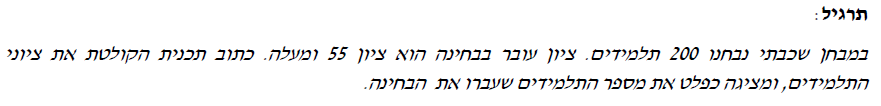 תרגיל:
במבחן שכבתי נבחנו 200 תלמידים. ציון עובר בבחינה הוא ציון 55 ומעלה. כתוב תכנית הקולטת את ציוני
התלמידים, ומציגה כפלט את מספר התלמידים שעברו את הבחינה.